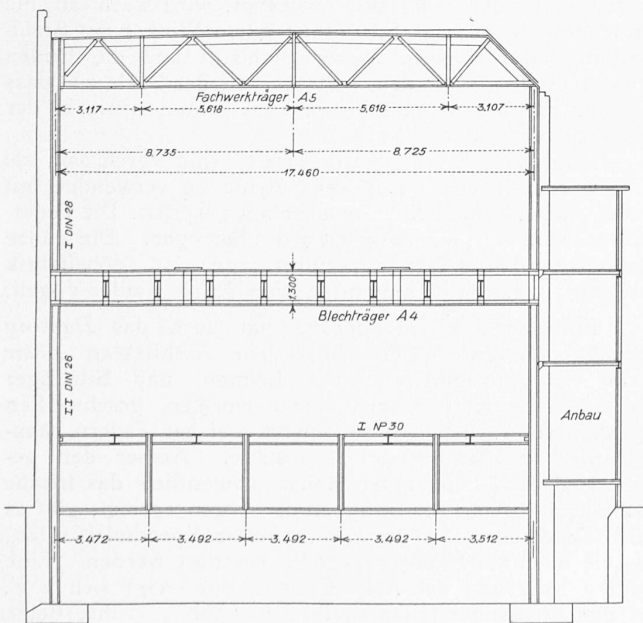 Fachwerkträger A5
3.117 5,618 5,618 3,107
8,735 8.725
17.460
I DIN 28
1,300
Blechträger A4
II DIN 26
I Nº 30
Anbau
3.472 3.492 3.492 3.492 3,512